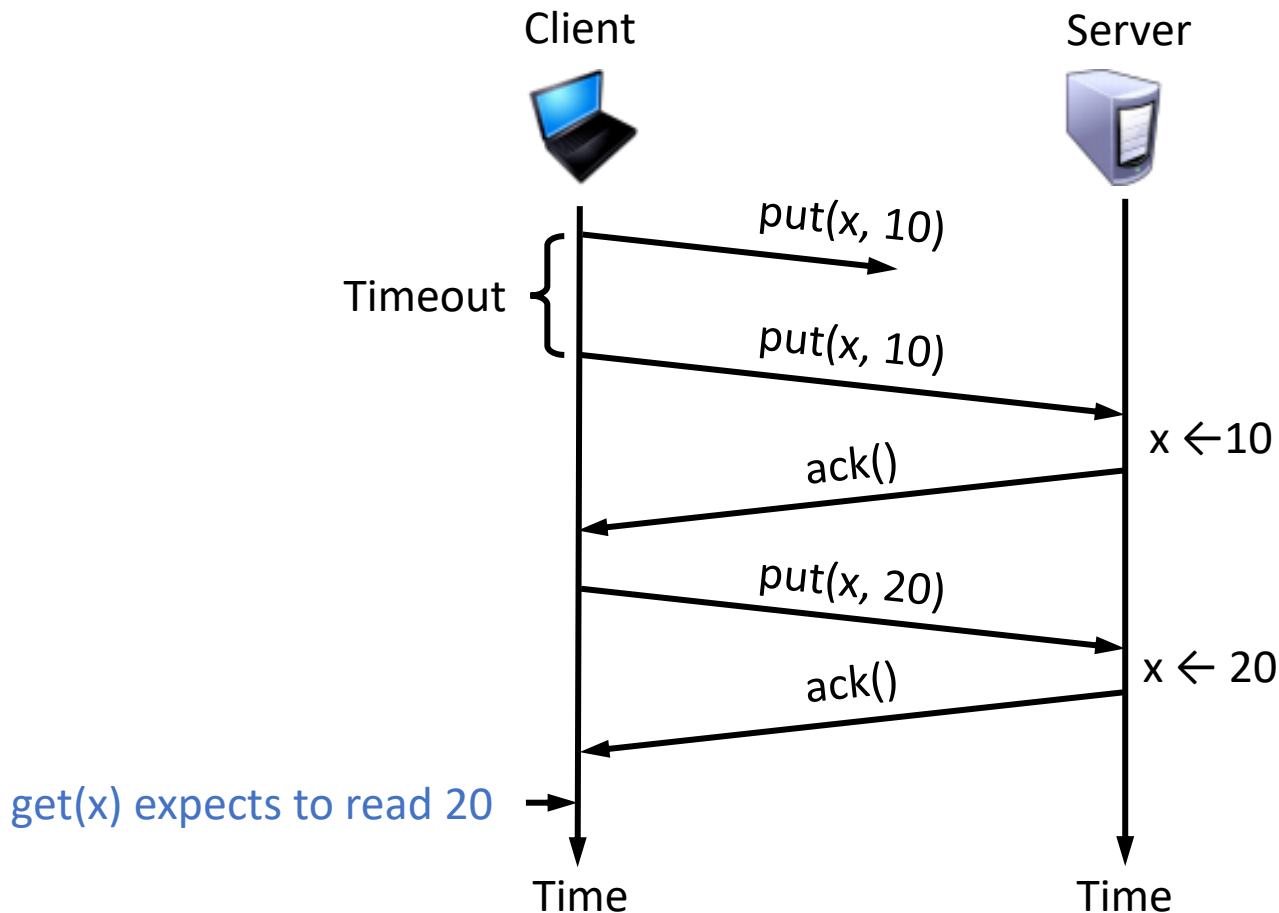 Client
Server
put(x, 10)
Timeout
put(x, 10)
x ←10
ack()
put(x, 20)
x ← 20
ack()
get(x) expects to read 20
Time
Time